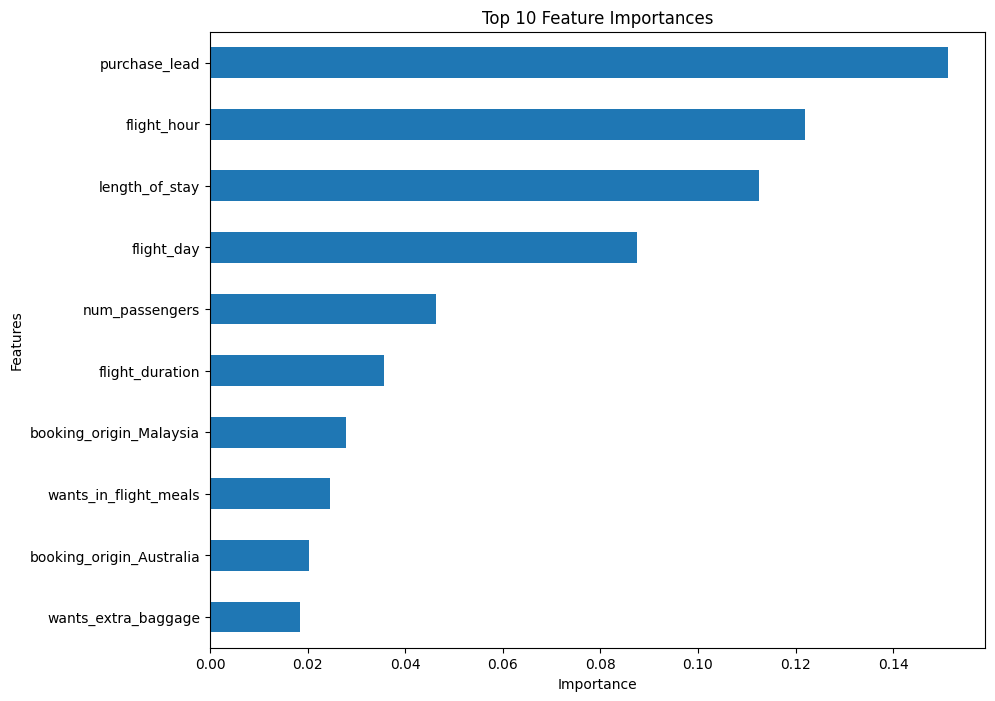 Top 10 Feature Importances
purchase_lead
flight_hour
length_of_stay
flight_day
num_passengers
flight_duration
booking_origin_Malaysia
wants_in_flight_meals
booking_origin_Australia
wants_extra_baggage
Features
0.00 0.02 0.04 0.06 0.08 0.10 0.12 0.14
Importance